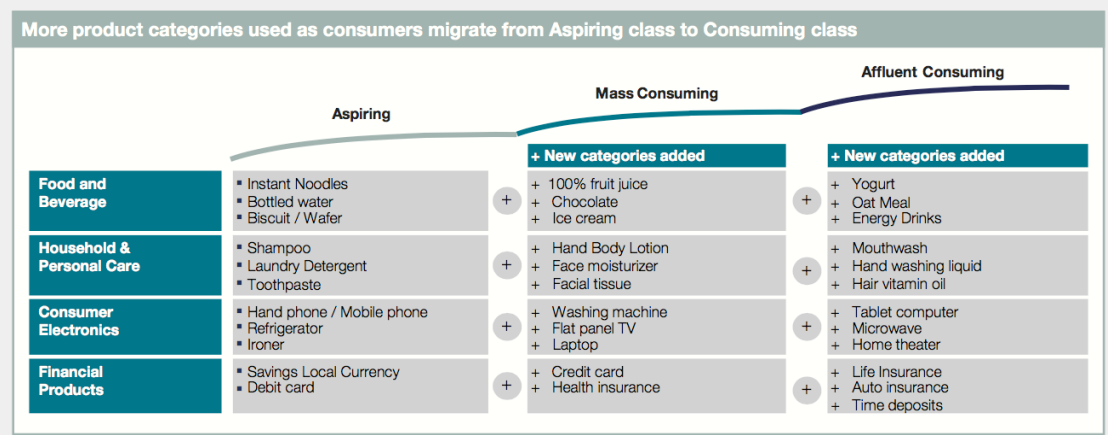 More product categories used as consumers migrate from Aspiring class to Consuming class
Affluent Consuming
Mass Consuming
Aspiring
+ New categories added
+ New categories added
Food and
Beverage
▪ Instant Noodles
▪ Bottled water
▪ Biscuit / Wafer
+
+ 100% fruit juice
+ Chocolate
+ Ice cream
+
+ Yogurt
+ Oat Meal
+ Energy Drinks
Household &
Personal Care
▪ Shampoo
▪ Laundry Detergent
▪ Toothpaste
+
+ Hand Body Lotion
+ Face moisturizer
+ Facial tissue
+
+ Mouthwash
+ Hand washing liquid
+ Hair vitamin oil
Consumer
Electronics
▪ Hand phone / Mobile phone
▪ Refrigerator
▪ Ironer
+
+ Washing machine
+ Flat panel TV
+ Laptop
+
+ Tablet computer
+ Microwave
+ Home theater
Financial
Products
▪ Savings Local Currency
▪ Debit card
+
+ Credit card
+ Health insurance
+
+ Life Insurance
+ Auto insurance
+ Time deposits